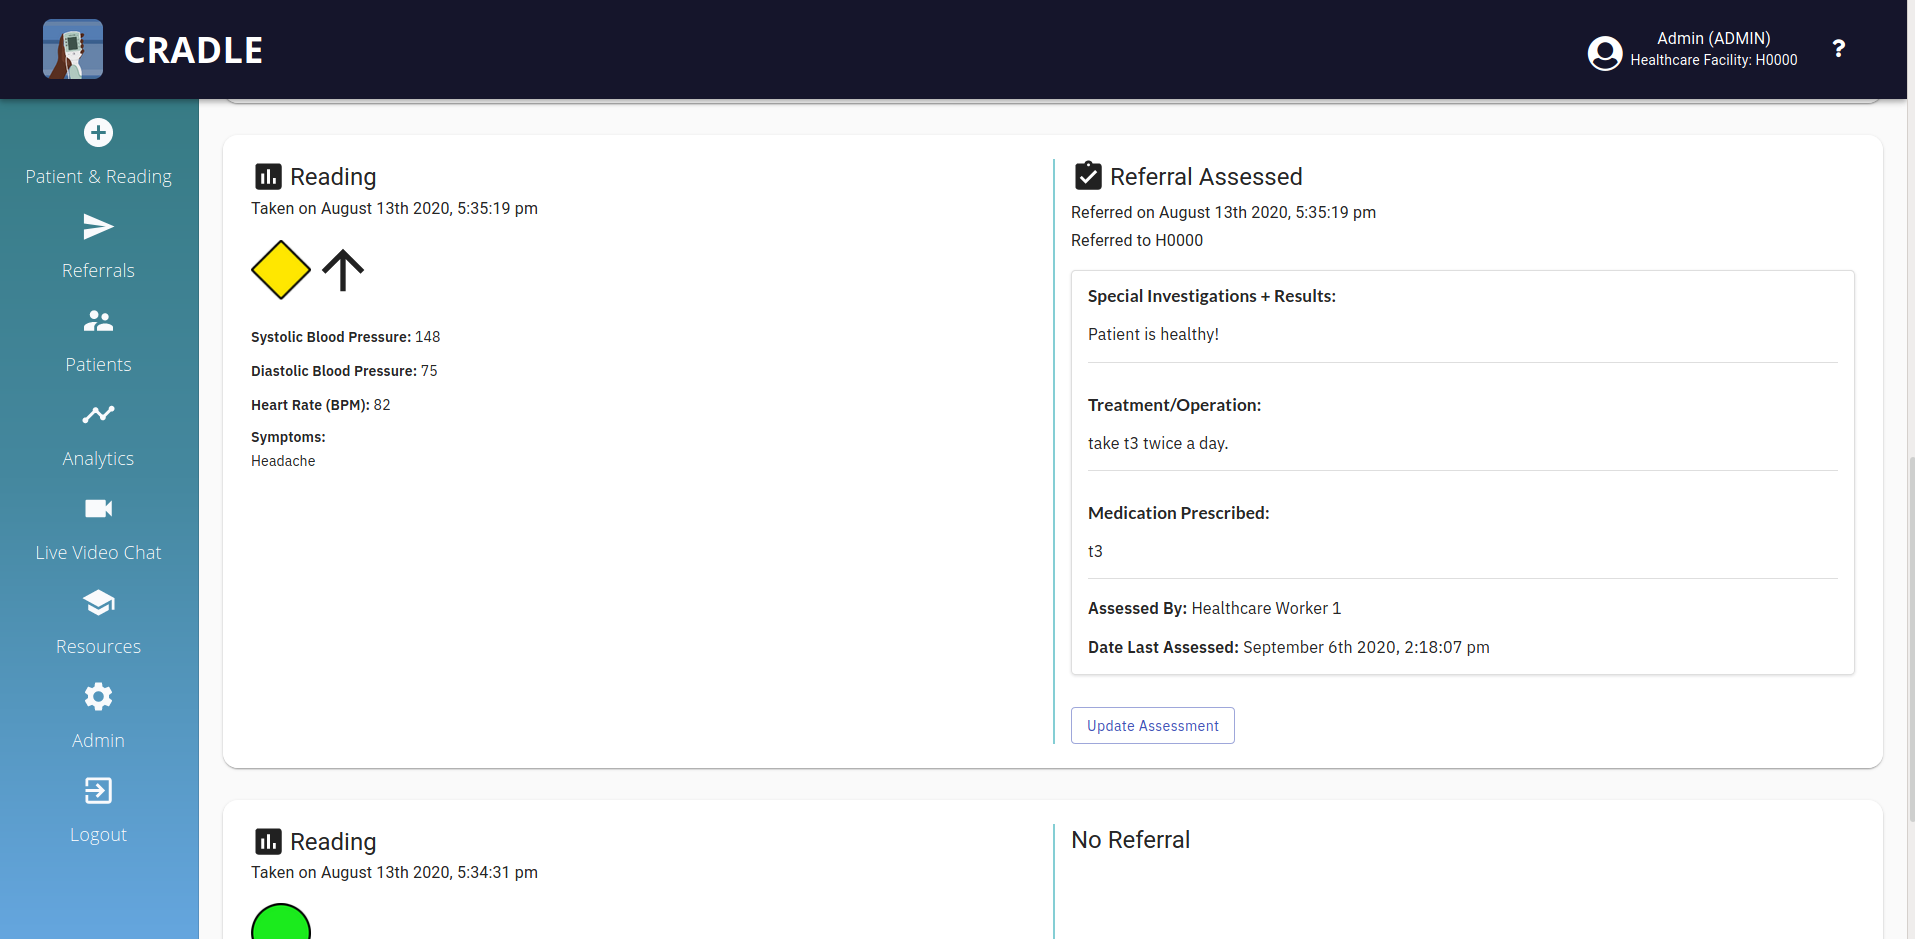 CRADLE
Admin (ADMIN)
Healthcare Facility: H0000
?
Patient & Reading
Referrals
Patients
Analytics
Live Video Chat
Resources
Admin
Logout
Reading
Taken on August 13th 2020, 5:35:19 pm
Systolic Blood Pressure: 148
Diastolic Blood Pressure: 75
Heart Rate (BPM): 82
Symptoms:
Headache
Referral Assessed
Referred on August 13th 2020, 5:35:19 pm
Referred to H0000
Special Investigations + Results:
Patient is healthy!
Treatment/Operation:
take t3 twice a day.
Medication Prescribed:
t3
Assessed By: Healthcare Worker 1
Date Last Assessed: September 6th 2020, 2:18:07 pm
Update Assessment
Reading
Taken on August 13th 2020, 5:34:31 pm
No Referral